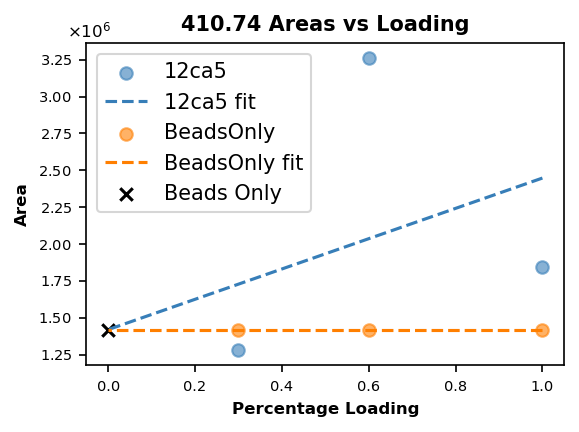 410.74 Areas vs Loading
×10⁶
3.25
3.00
2.75
2.50
2.25
2.00
1.75
1.50
1.25
Area
12ca5
12ca5 fit
BeadsOnly
BeadsOnly fit
Beads Only
0.0 0.2 0.4 0.6 0.8 1.0
Percentage Loading